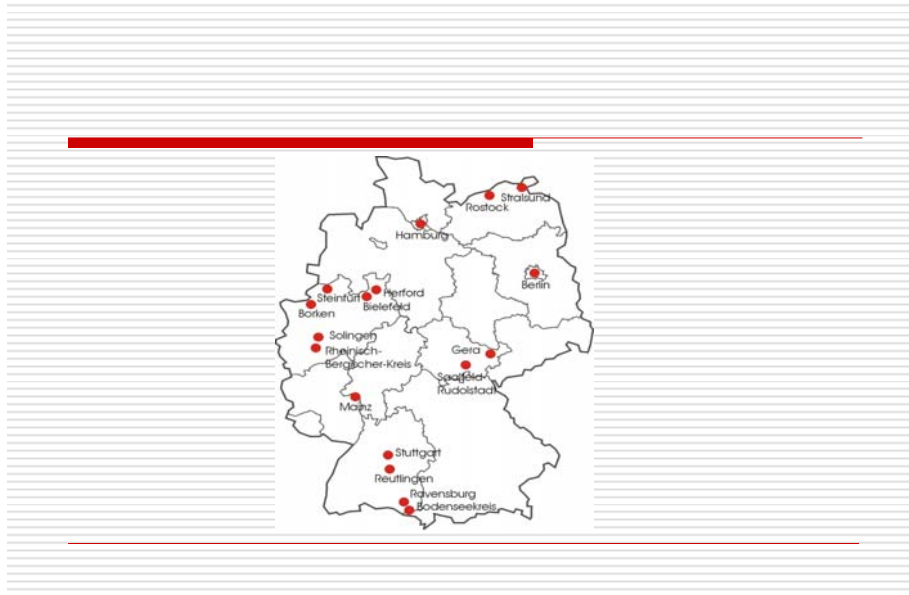 Stralsund
Rostock
Hamburg
Berlin
Steinfurt
Herford
Bielefeld
Borken
Solingen
Rheinisch-
Bergischer-Kreis
Gera
Saalfeld-
Rudolstadt
Mainz
Stuttgart
Reutlingen
Ravensburg
Bodenseekreis